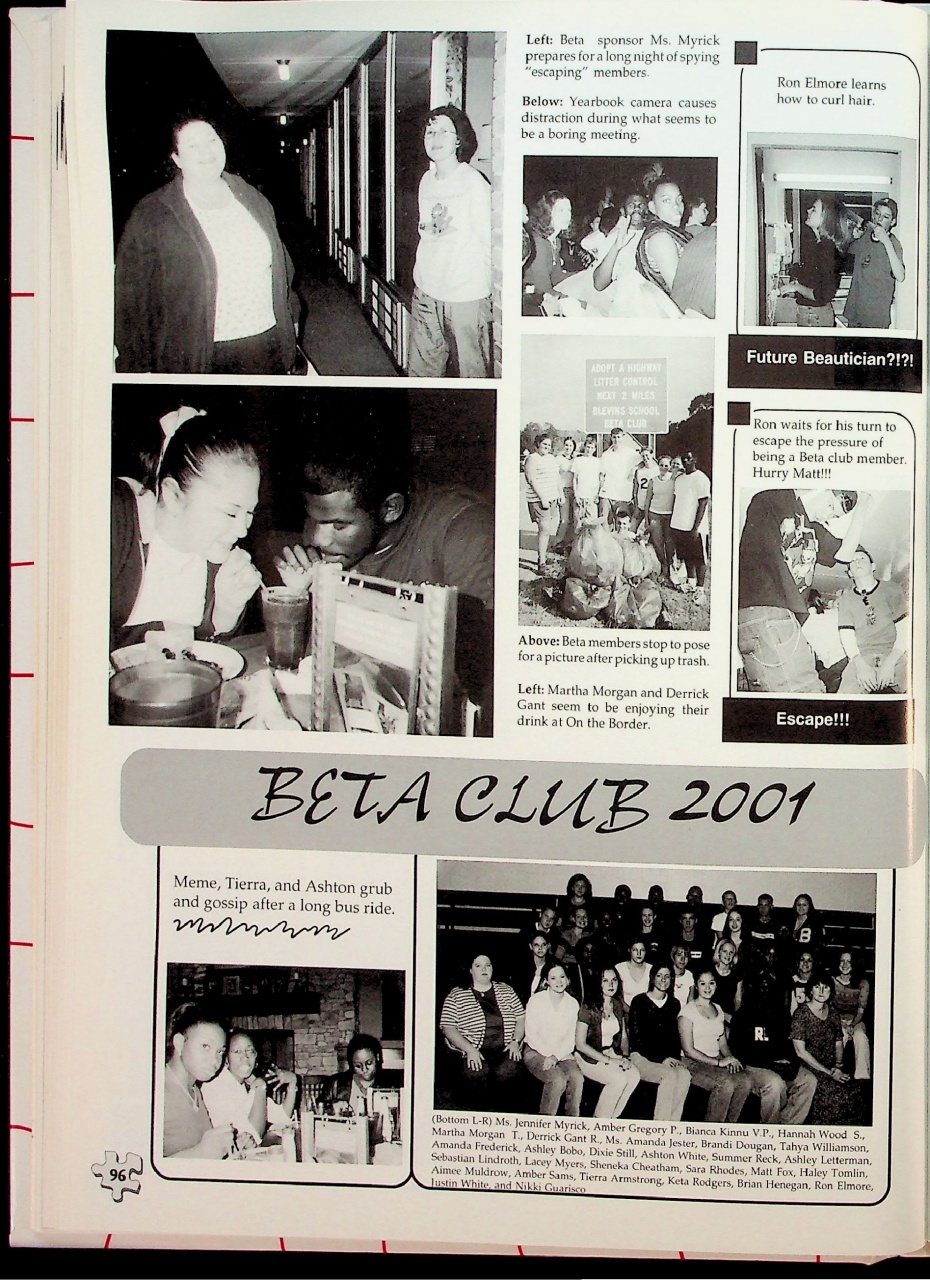 Left: Beta sponsor Ms. Myrick
prepares for a long night of spying
"escaping" members.
Below: Yearbook camera causes
distraction during what seems to
be a boring meeting.
Ron Elmore learns
how to curl hair.
Future Beautician?!?!
ADOPT A HIGHWAY
LITTER CONTROL
NEXT 2 MILES
BLEVINS SCHOOL
BETA CLUB
2
Ron waits for his turn to
escape the pressure of
being a Beta club member.
Hurry Matt!!!
Escape!!!
Above: Beta members stop to pose
for a picture after picking up trash.
Left: Martha Morgan and Derrick
Gant seem to be enjoying their
drink at On the Border.
BETA CLUB 2001
Meme, Tierra, and Ashton grub
and gossip after a long bus ride.
B
R.
(Bottom L-R) Ms. Jennifer Myrick, Amber Gregory P., Bianca Kinnu V.P., Hannah Wood S.,
Martha Morgan T., Derrick Gant R., Ms. Amanda Jester, Brandi Dougan, Tahya Williamson,
Amanda Frederick, Ashley Bobo, Dixie Still, Ashton White, Summer Reck, Ashley Letterman,
Sebastian Lindroth, Lacey Myers, Sheneka Cheatham, Sara Rhodes, Matt Fox, Haley Tomlin,
Aimee Muldrow, Amber Sams, Tierra Armstrong, Keta Rodgers, Brian Henegan, Ron Elmore,
Justin White, and Nikki Guarisco
96